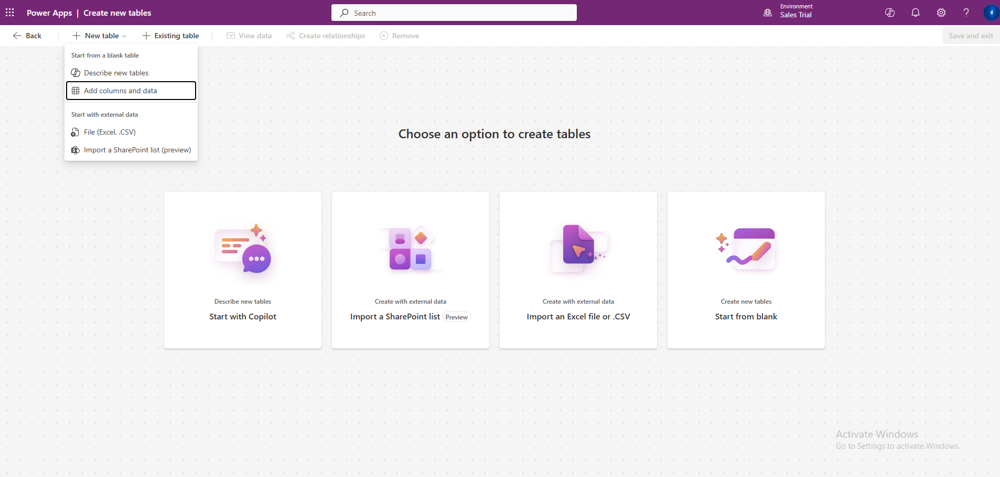 Power Apps | Create new tables
Search
Environment
Sales Trial
Back
New table
Existing table
View data
Create relationships
Remove
Save and exit
Start from a blank table
Describe new tables
Add columns and data
Start with external data
File (Excel, .CSV)
Import a SharePoint list (preview)
Choose an option to create tables
Describe new tables
Start with Copilot
Create with external data
Import a SharePoint list Preview
Create with external data
Import an Excel file or .CSV
Create new tables
Start from blank
Activate Windows
Go to Settings to activate Windows.